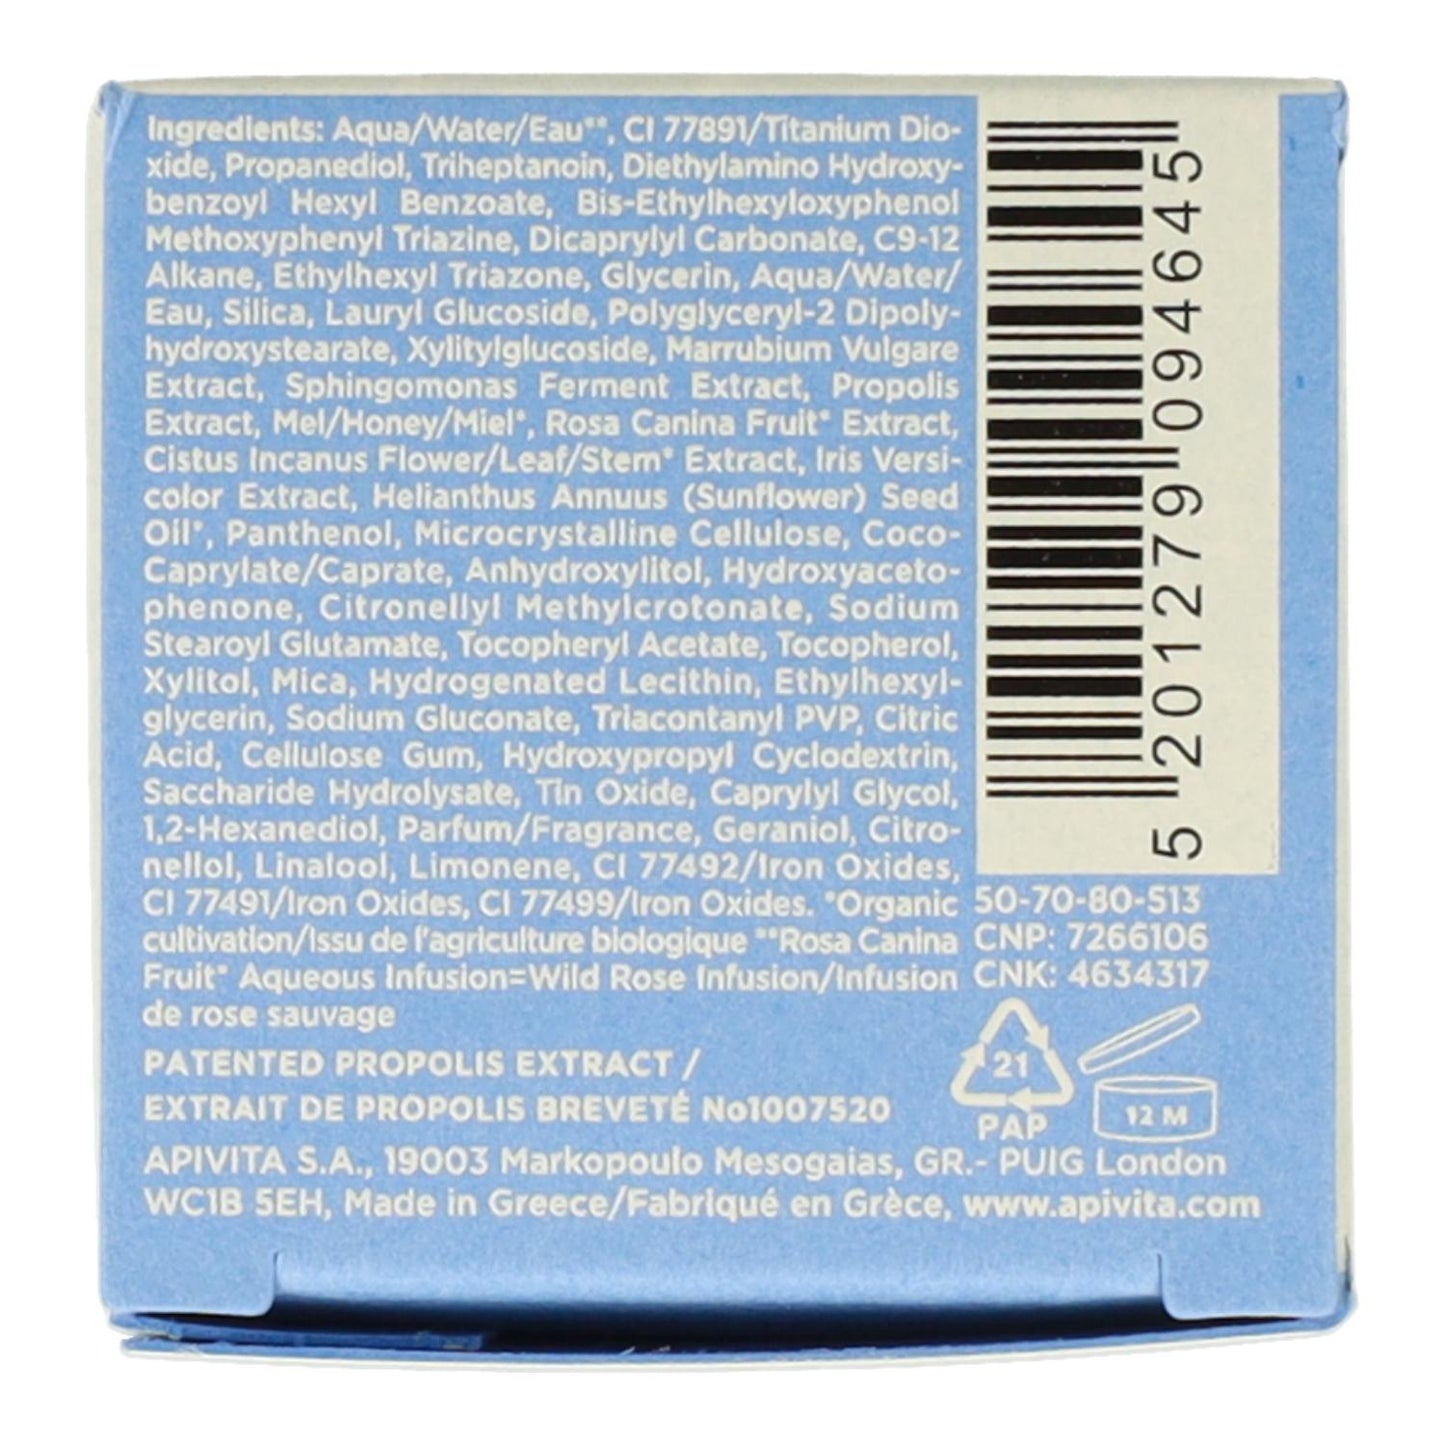 Ingredients: Aqua/Water/Eau**, CI 77891/Titanium Dio-
xide, Propanediol, Triheptanoin, Diethylamino Hydroxy-
benzoyl Hexyl Benzoate, Bis-Ethylhexyloxyphenol
Methoxyphenyl Triazine, Dicaprylyl Carbonate, C9-12
Alkane, Ethylhexyl Triazone, Glycerin, Aqua/Water/
Eau, Silica, Lauryl Glucoside, Polyglyceryl-2 Dipoly-
hydroxystearate, Xylitylglucoside, Marrubium Vulgare
Extract, Sphingomonas Ferment Extract, Propolis
Extract, Mel/Honey/Miel*, Rosa Canina Fruit* Extract,
Cistus Incanus Flower/Leaf/Stem* Extract, Iris Versi-
color Extract, Helianthus Annuus (Sunflower) Seed
Oil*, Panthenol, Microcrystalline Cellulose, Coco-
Caprylate/Caprate, Anhydroxylitol, Hydroxyaceto-
phenone, Citronellyl Methylcrotonate, Sodium
Stearoyl Glutamate, Tocopheryl Acetate, Tocopherol,
Xylitol, Mica, Hydrogenated Lecithin, Ethylhexyl-
glycerin, Sodium Gluconate, Triacontanyl PVP, Citric
Acid, Cellulose Gum, Hydroxypropyl Cyclodextrin,
Saccharide Hydrolysate, Tin Oxide, Caprylyl Glycol,
1,2-Hexanediol, Parfum/Fragrance, Geraniol, Citro-
nellol, Linalool, Limonene, CI 77492/Iron Oxides,
CI 77491/Iron Oxides, CI 77499/Iron Oxides. *Organic
cultivation/Issu de l'agriculture biologique **Rosa Canina
Fruit* Aqueous Infusion=Wild Rose Infusion/Infusion
de rose sauvage
PATENTED PROPOLIS EXTRACT /
EXTRAIT DE PROPOLIS BREVETÉ No1007520
APIVITA S.A., 19003 Markopoulo Mesogaias, GR.- PUIG London
WC1B 5EH, Made in Greece/Fabriqué en Grèce, www.apivita.com
5 201279 094645
50-70-80-513
CNP: 7266106
CNK: 4634317
21
PAP
12 M